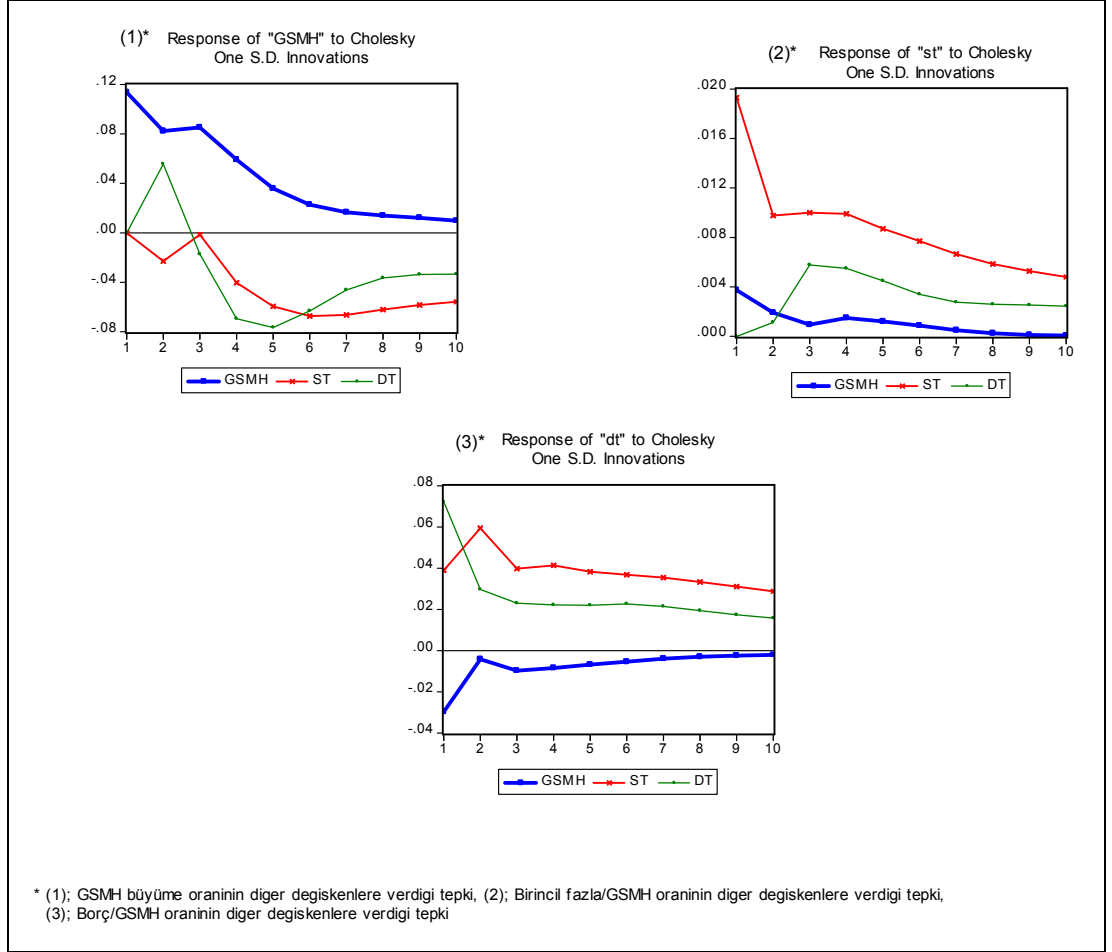 (1)* Response of "GSMH" to Cholesky
One S.D. Innovations
.12
.08
.04
.00
-.04
-.08
1 2 3 4 5 6 7 8 9 10
GSMH ST DT
(2)* Response of "st" to Cholesky
One S.D. Innovations
.020
.016
.012
.008
.004
.000
1 2 3 4 5 6 7 8 9 10
GSMH ST DT
(3)* Response of "dt" to Cholesky
One S.D. Innovations
.08
.06
.04
.02
.00
-.02
-.04
1 2 3 4 5 6 7 8 9 10
GSMH ST DT
* (1); GSMH büyüme oraninin diger degiskenlere verdigi tepki, (2); Birincil fazla/GSMH oraninin diger degiskenlere verdigi tepki,
(3); Borç/GSMH oraninin diger degiskenlere verdigi tepki